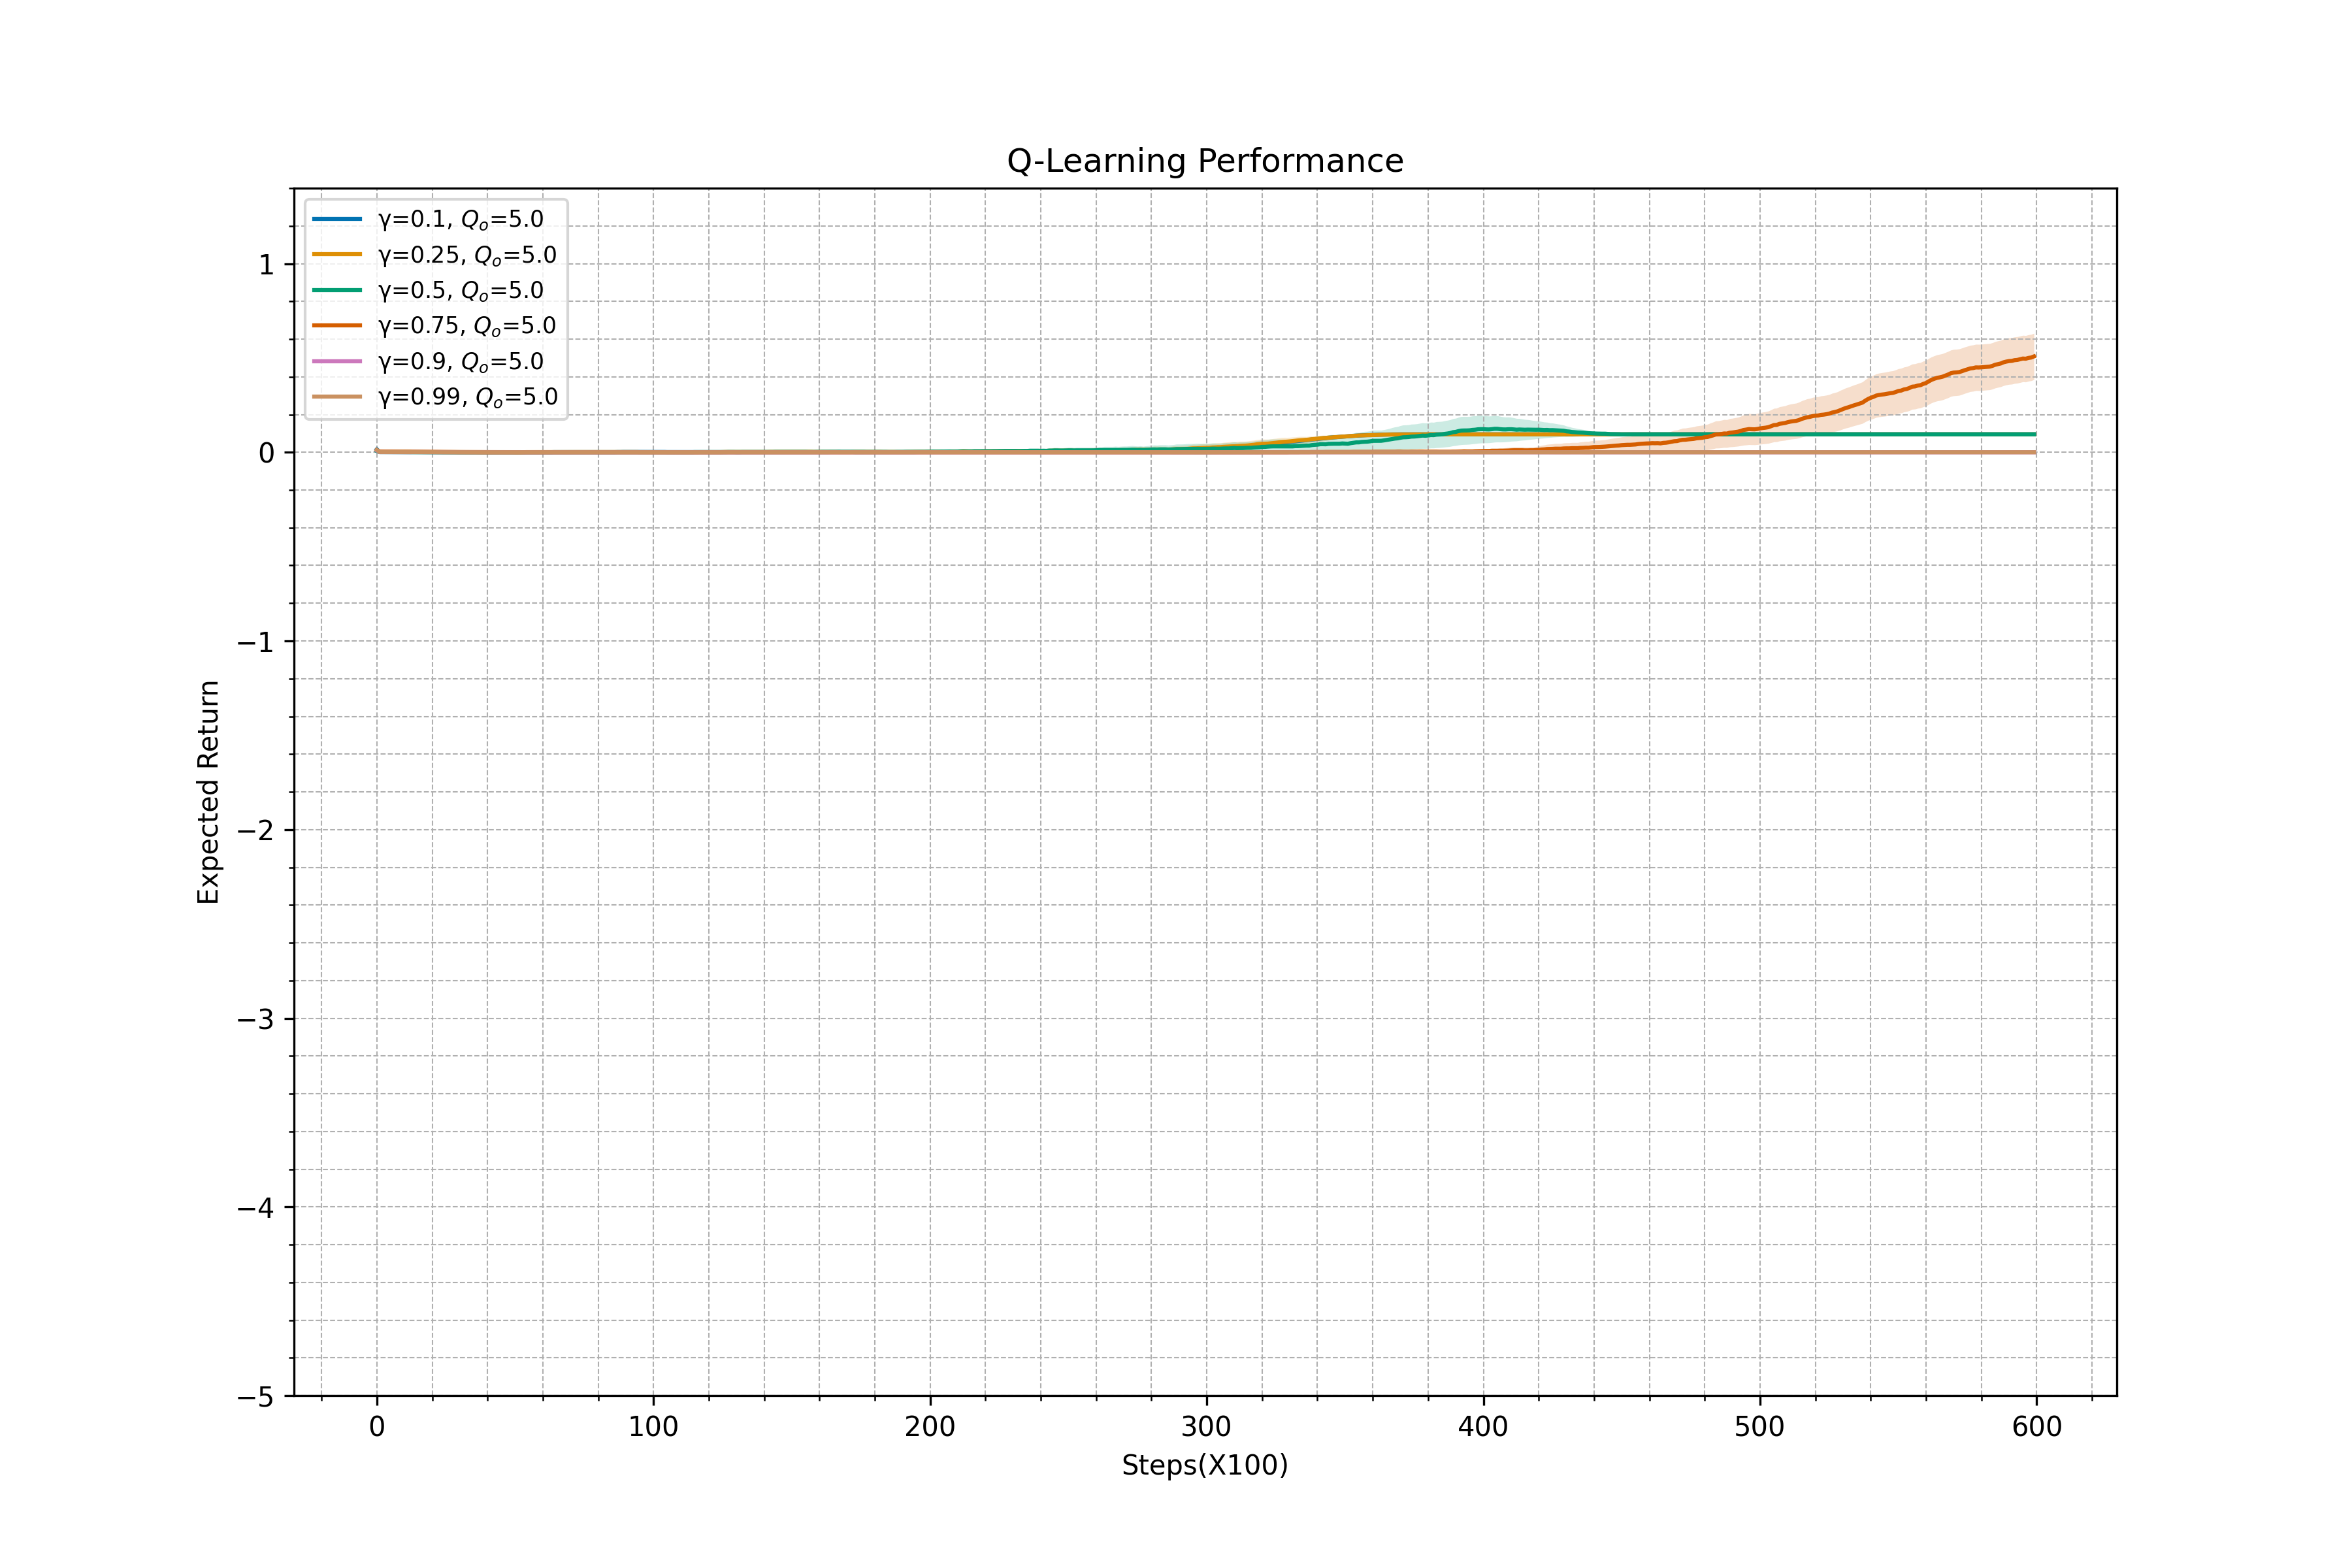 Q-Learning Performance
γ=0.1, Qo=5.0
γ=0.25, Qo=5.0
γ=0.5, Qo=5.0
γ=0.75, Qo=5.0
γ=0.9, Qo=5.0
γ=0.99, Qo=5.0
1
0
−1
−2
−3
−4
−5
Expected Return
0 100 200 300 400 500 600
Steps(X100)